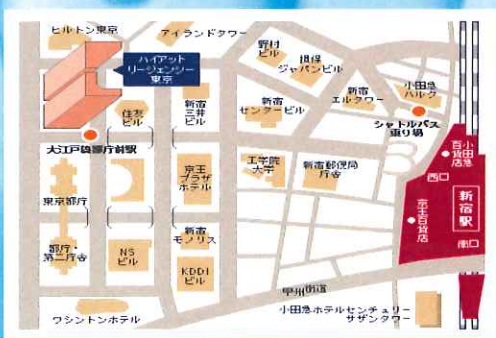 ヒルトン東京
アイランドタワー
ハイアット
リージェンシー
東京
野村
ビル
損保
ジャパンビル
新宿
エルタワー
小田急
ハルク
シャトルバス
乗り場
住友
ビル
新宿
三井
ビル
新宿
センタービル
大江戸線都庁前駅
小田急
百貨店
京王
プラザ
ホテル
工学院
大学
新宿郵便局
庁舎
西口
新宿駅
東京都庁
京王百貨店
都庁・
第二庁舎
NS
ビル
新宿
モノリス
KDDI
ビル
南口
甲州街道
ワシントンホテル
小田急ホテルセンチュリー
サザンタワー